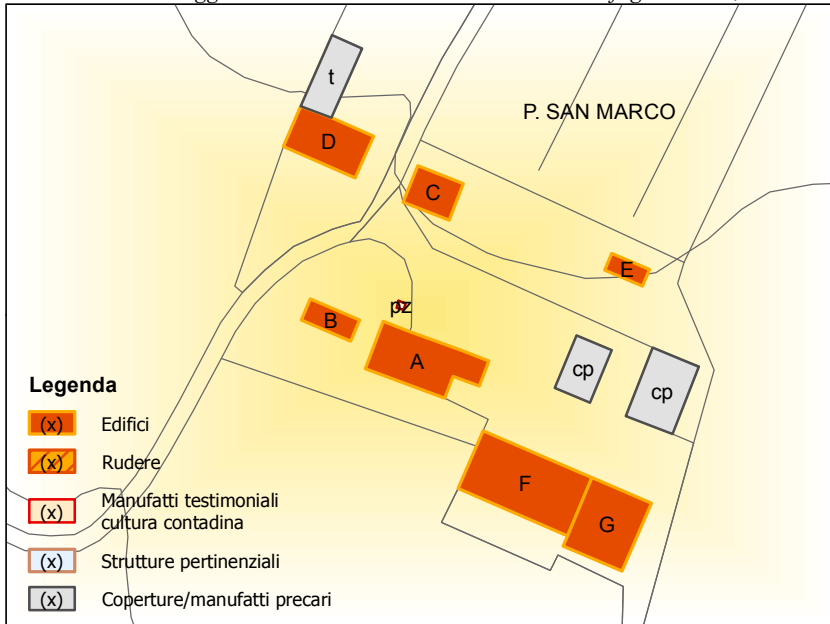 t
P. SAN MARCO
D
C
E
pz
B
A
cp
cp
F
G
Legenda
(x) Edifici
(x) Rudere
(x) Manufatti testimoniali
cultura contadina
(x) Strutture pertinenziali
(x) Coperture/manufatti precari